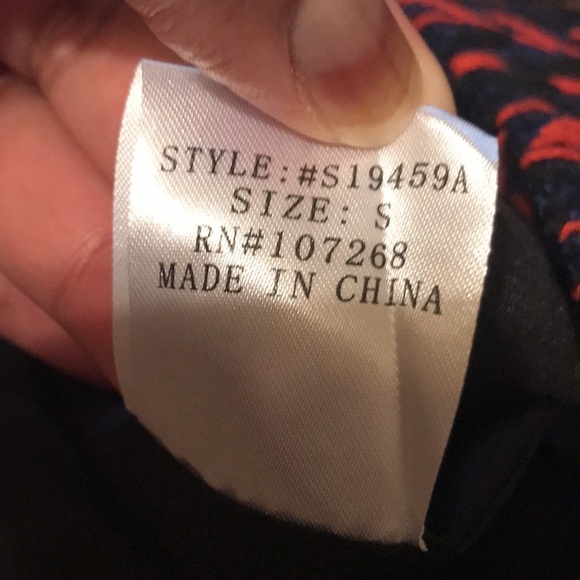 STYLE:#S19459A
SIZE: S
RN#107268
MADE IN CHINA